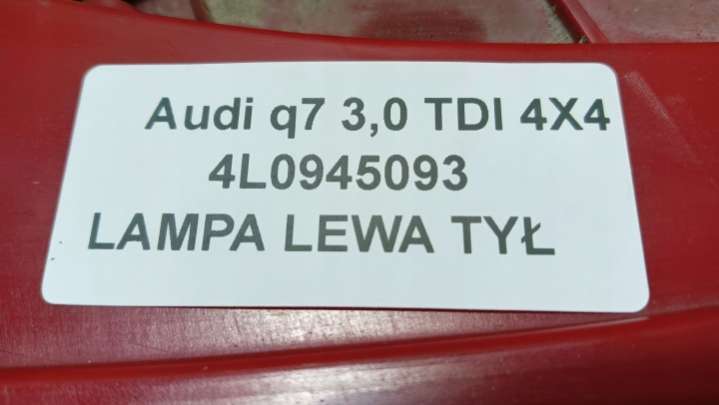 Audi q7 3,0 TDI 4X4
4L0945093
LAMPA LEWA TYŁ